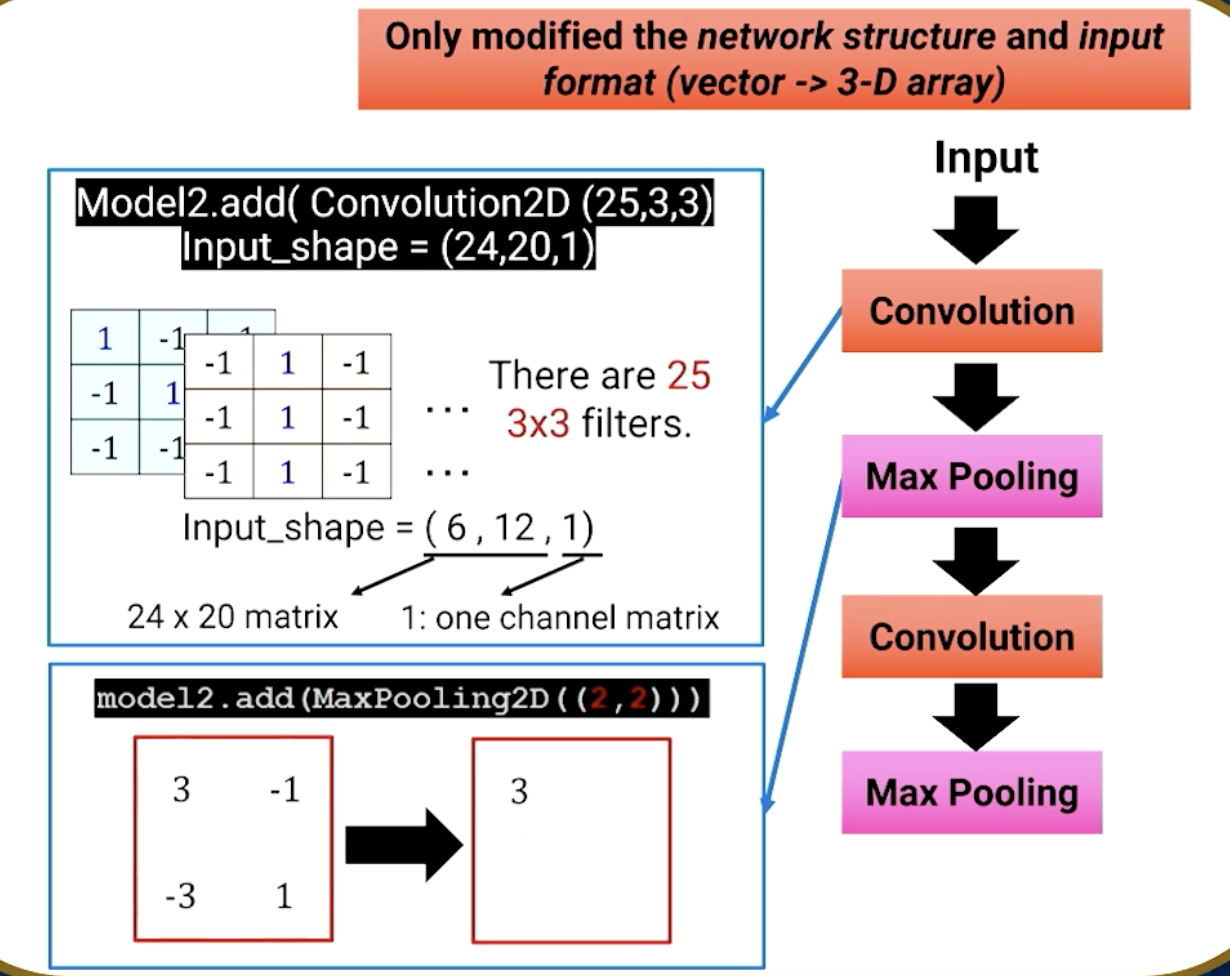 Only modified the network structure and input
format (vector -> 3-D array)
Input
Model2.add( Convolution2D (25,3,3)
Input_shape = (24,20,1)
1 -1
-1 1
-1 -1
-1 1 -1
-1 1 -1
-1 1 -1
...
...
There are 25
3x3 filters.
Input_shape = ( 6 , 12 , 1)
24 x 20 matrix
1: one channel matrix
model2.add(MaxPooling2D((2,2)))
3 -1
-3 1
3
Convolution
Max Pooling
Convolution
Max Pooling